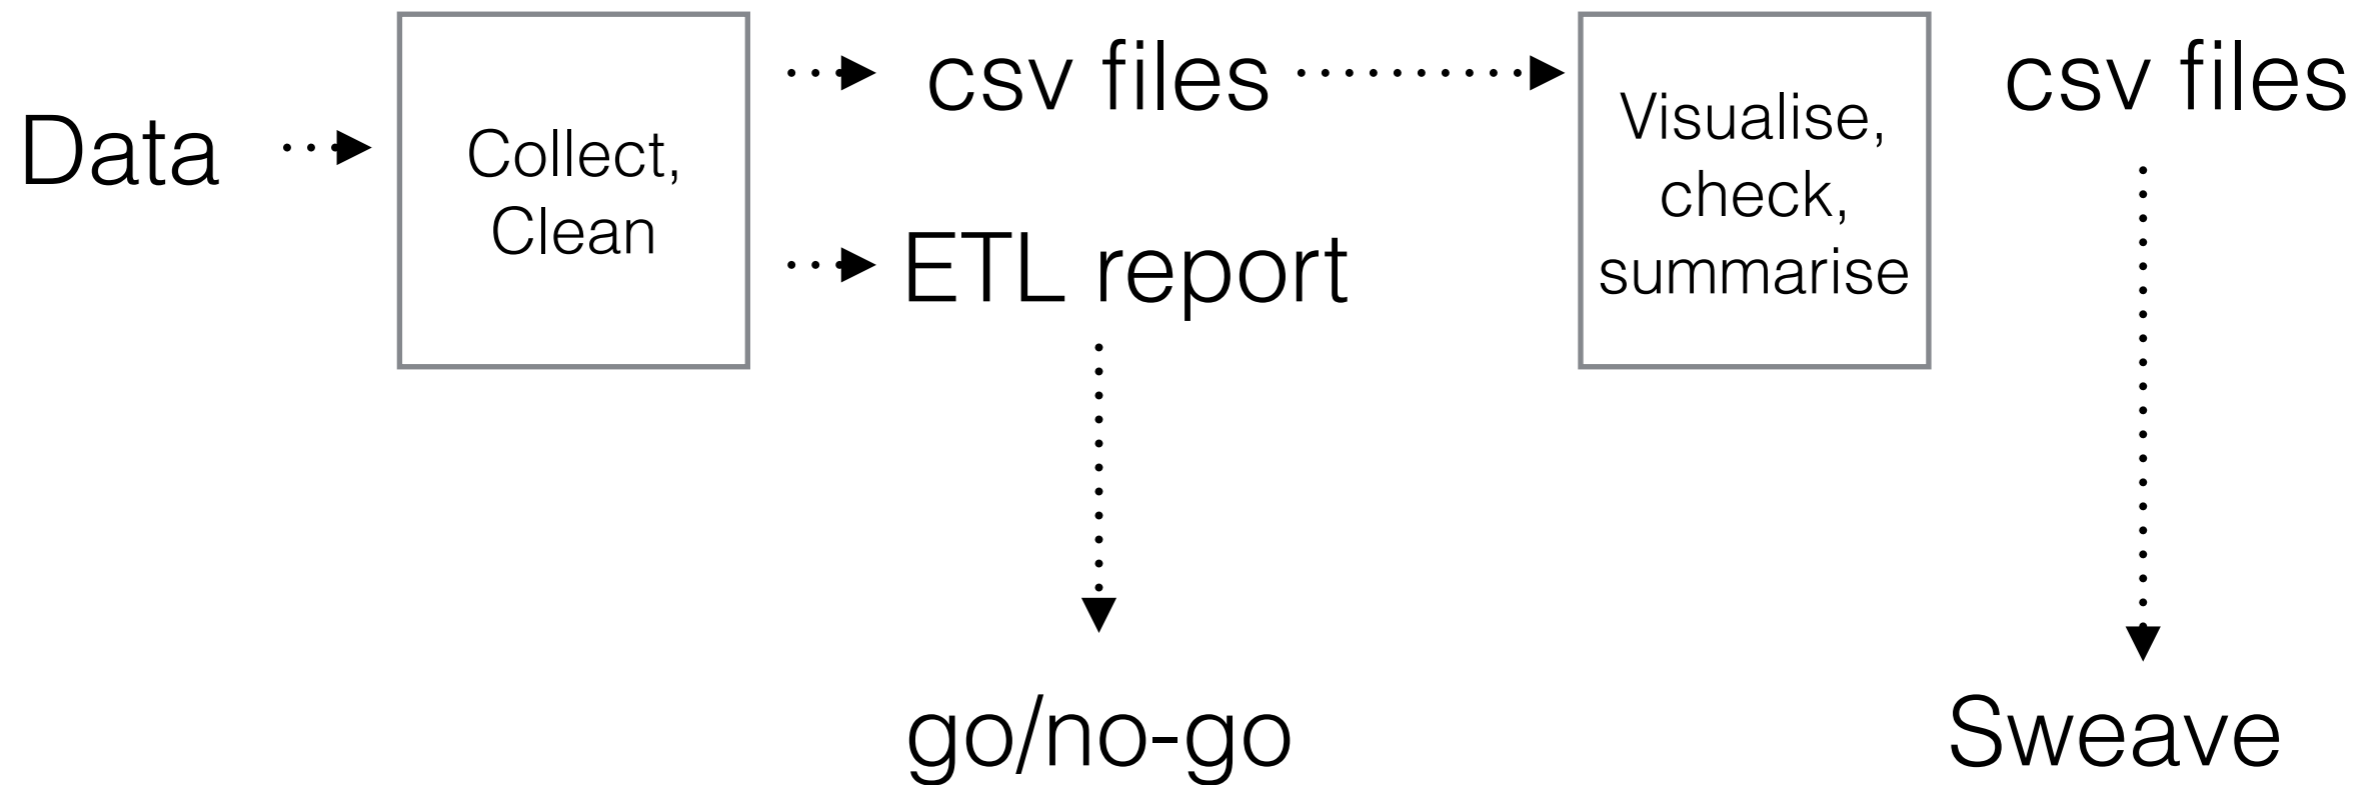 Data
Collect,
Clean
csv files
ETL report
go/no-go
Visualise,
check,
summarise
csv files
Sweave